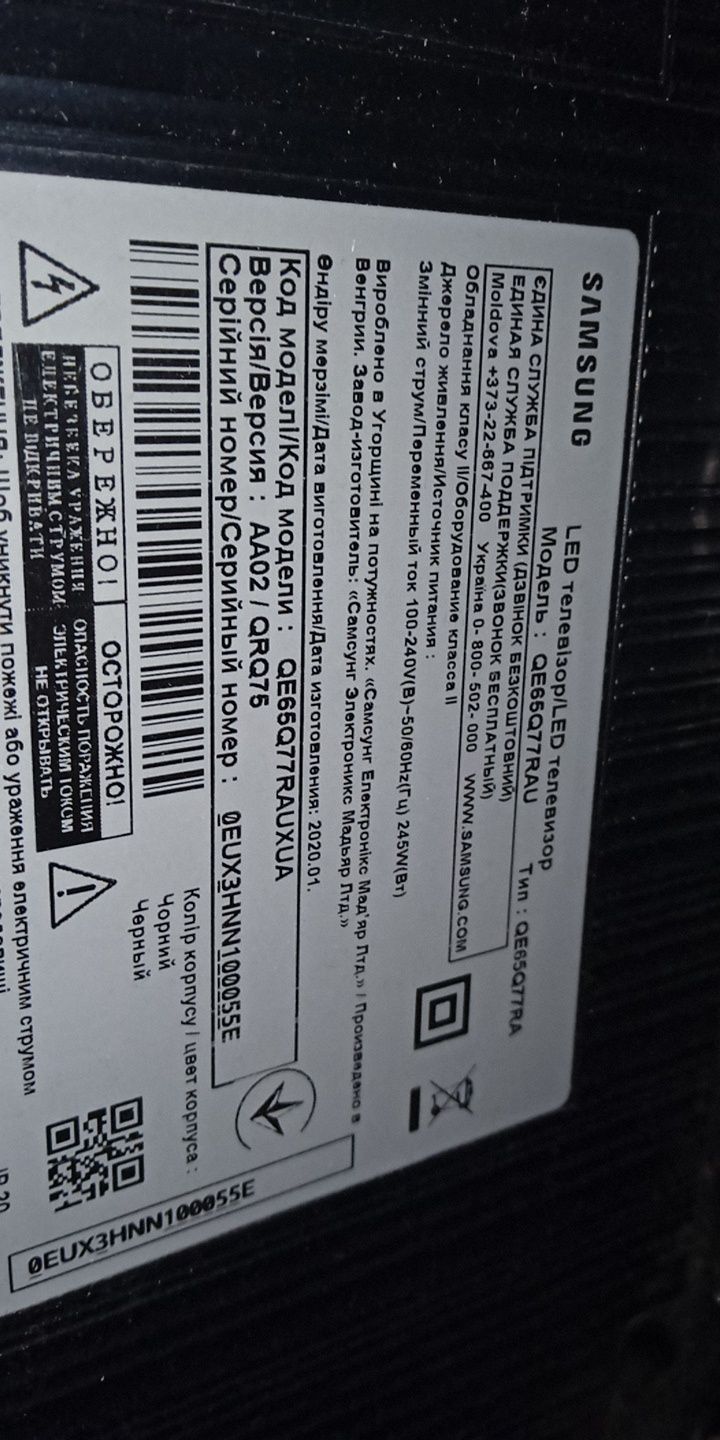 SAMSUNG
LED телевізор/LED телевизор
Модель : QE65Q77RAU Тип : QE65Q77RA
ЄДИНА СЛУЖБА ПІДТРИМКИ (ДЗВІНОК БЕЗКОШТОВНИЙ)
ЕДИНАЯ СЛУЖБА ПОДДЕРЖКИ(ЗВОНОК БЕСПЛАТНЫЙ)
Moldova +373-22-667-400 Україна 0- 800- 502- 000 WWW.SAMSUNG.COM
Обладнання класу II/Оборудование класса II
Джерело живлення/Источник питания :
Змінний струм/Переменный ток 100-240V(В)~50/60Hz(Гц) 245W(Вт)
Вироблено в Угорщині на потужностях. «Самсунг Електронікс Мад'яр Лтд.» / Произведено в
Венгрии. Завод-изготовитель: «Самсунг Электроникс Мадьяр Лтд.»
Өндіру мерзімі/Дата виготовлення/Дата изготовления: 2020.01.
Код моделі/Код модели : QE65Q77RAUXUA
Версія/Версия : AA02 / QRQ75
Серійний номер/Серийный номер : 0EUX3HNN100055E
Колір корпусу / цвет корпуса :
Чорний
Черный
ОБЕРЕЖНО! ОСТОРОЖНО!
НЕБЕЗПЕКА УРАЖЕННЯ ОПАСНОСТЬ ПОРАЖЕНИЯ
ЕЛЕКТРИЧНИМ СТРУМОМ: ЭЛЕКТРИЧЕСКИМ ТОКОМ
НЕ ВІДКРИВАТИ НЕ ОТКРЫВАТЬ
Щоб уникнути пожежі або ураження електричним струмом
0EUX3HNN100055E